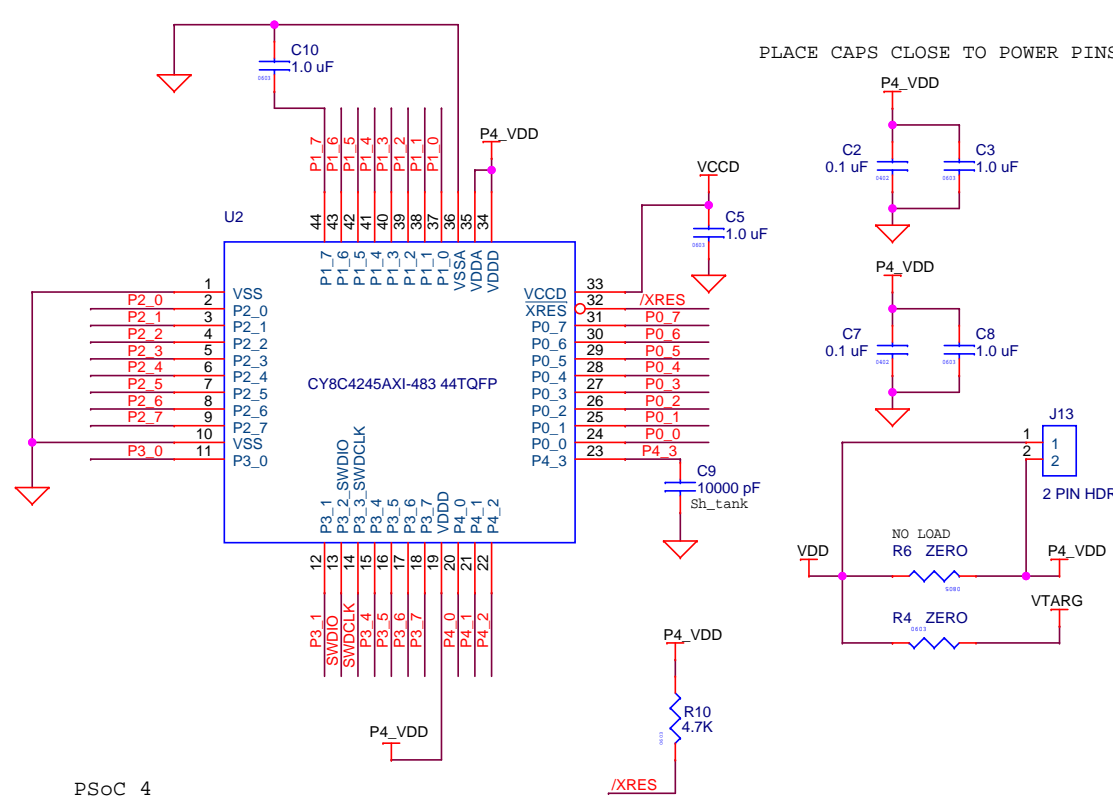 C10
1.0 uF
0603
PLACE CAPS CLOSE TO POWER PINS
P4_VDD
C2
0.1 uF
0402
C3
1.0 uF
0603
P1_7
P1_6
P1_5
P1_4
P1_3
P1_2
P1_1
P1_0
P4_VDD
VCCD
C5
1.0 uF
0603
U2
44
43
42
41
40
39
38
37
36
35
34
P1_7
P1_6
P1_5
P1_4
P1_3
P1_2
P1_1
P1_0
VSSA
VDDA
VDDD
1 VSS
P2_0 2 P2_0
P2_1 3 P2_1
P2_2 4 P2_2
P2_3 5 P2_3
P2_4 6 P2_4
P2_5 7 P2_5
P2_6 8 P2_6
P2_7 9 P2_7
10 VSS
P3_0 11 P3_0
CY8C4245AXI-483 44TQFP
VCCD 33
XRES 32 /XRES
P0_7 31 P0_7
P0_6 30 P0_6
P0_5 29 P0_5
P0_4 28 P0_4
P0_3 27 P0_3
P0_2 26 P0_2
P0_1 25 P0_1
P0_0 24 P0_0
P4_3 23 P4_3
P4_VDD
C7
0.1 uF
0402
C8
1.0 uF
0603
C9
10000 pF
Sh_tank
J13
1 1
2 2
2 PIN HDR
P3_1
P3_2_SWDIO
P3_3_SWDCLK
P3_4
P3_5
P3_6
P3_7
VDDD
P4_0
P4_1
P4_2
12
13
14
15
16
17
18
19
20
21
22
P3_1
SWDIO
SWDCLK
P3_4
P3_5
P3_6
P3_7
P4_0
P4_1
P4_2
VDD
NO LOAD
R6 ZERO
P4_VDD
VTARG
R4 ZERO
0603
P4_VDD
R10
4.7K
0603
/XRES
P4_VDD
PSoC 4